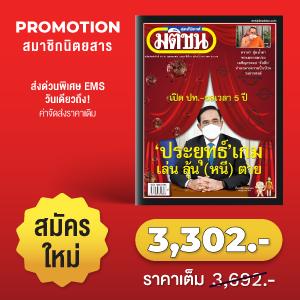 PROMOTION
สมาชิกนิตยสาร
ส่งด่วนพิเศษ EMS
วันเดียวถึง!
ค่าจัดส่งราคาเดิม
มติชน
เปิด ปท.-
เวลา 5 ปี
'ประยุทธ์'เกม
เล่น ลุ้น (หนี) ตาย
สมัคร
ใหม่
3,302.-
ราคาเต็ม 3,692.-